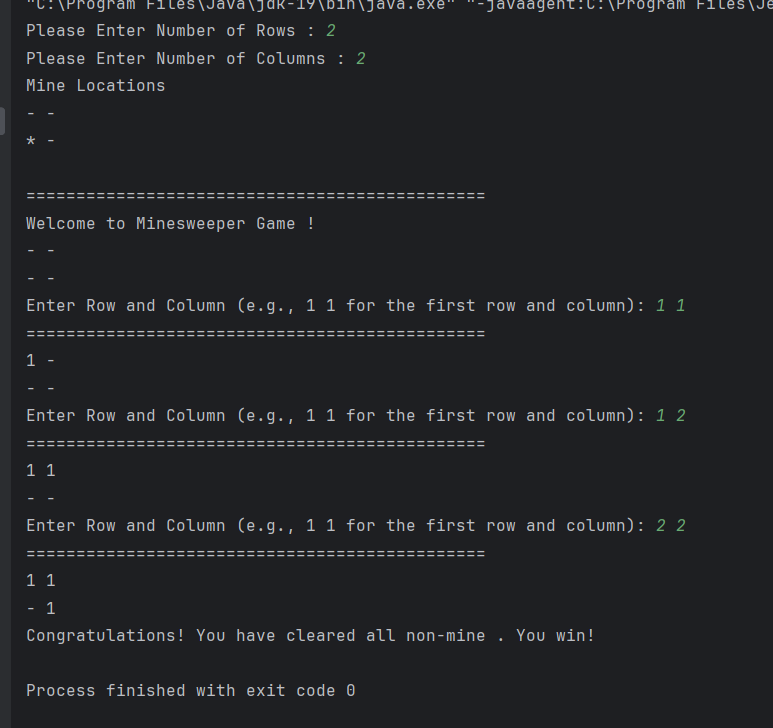 "C:\Program Files\Java\jdk-19\bin\java.exe" "-javaagent:C:\Program Files\Je
Please Enter Number of Rows : 2
Please Enter Number of Columns : 2
Mine Locations
- -
* -
==============================================
Welcome to Minesweeper Game !
- -
- -
Enter Row and Column (e.g., 1 1 for the first row and column): 1 1
==============================================
1 -
- -
Enter Row and Column (e.g., 1 1 for the first row and column): 1 2
==============================================
1 1
- -
Enter Row and Column (e.g., 1 1 for the first row and column): 2 2
==============================================
1 1
- 1
Congratulations! You have cleared all non-mine . You win!
Process finished with exit code 0